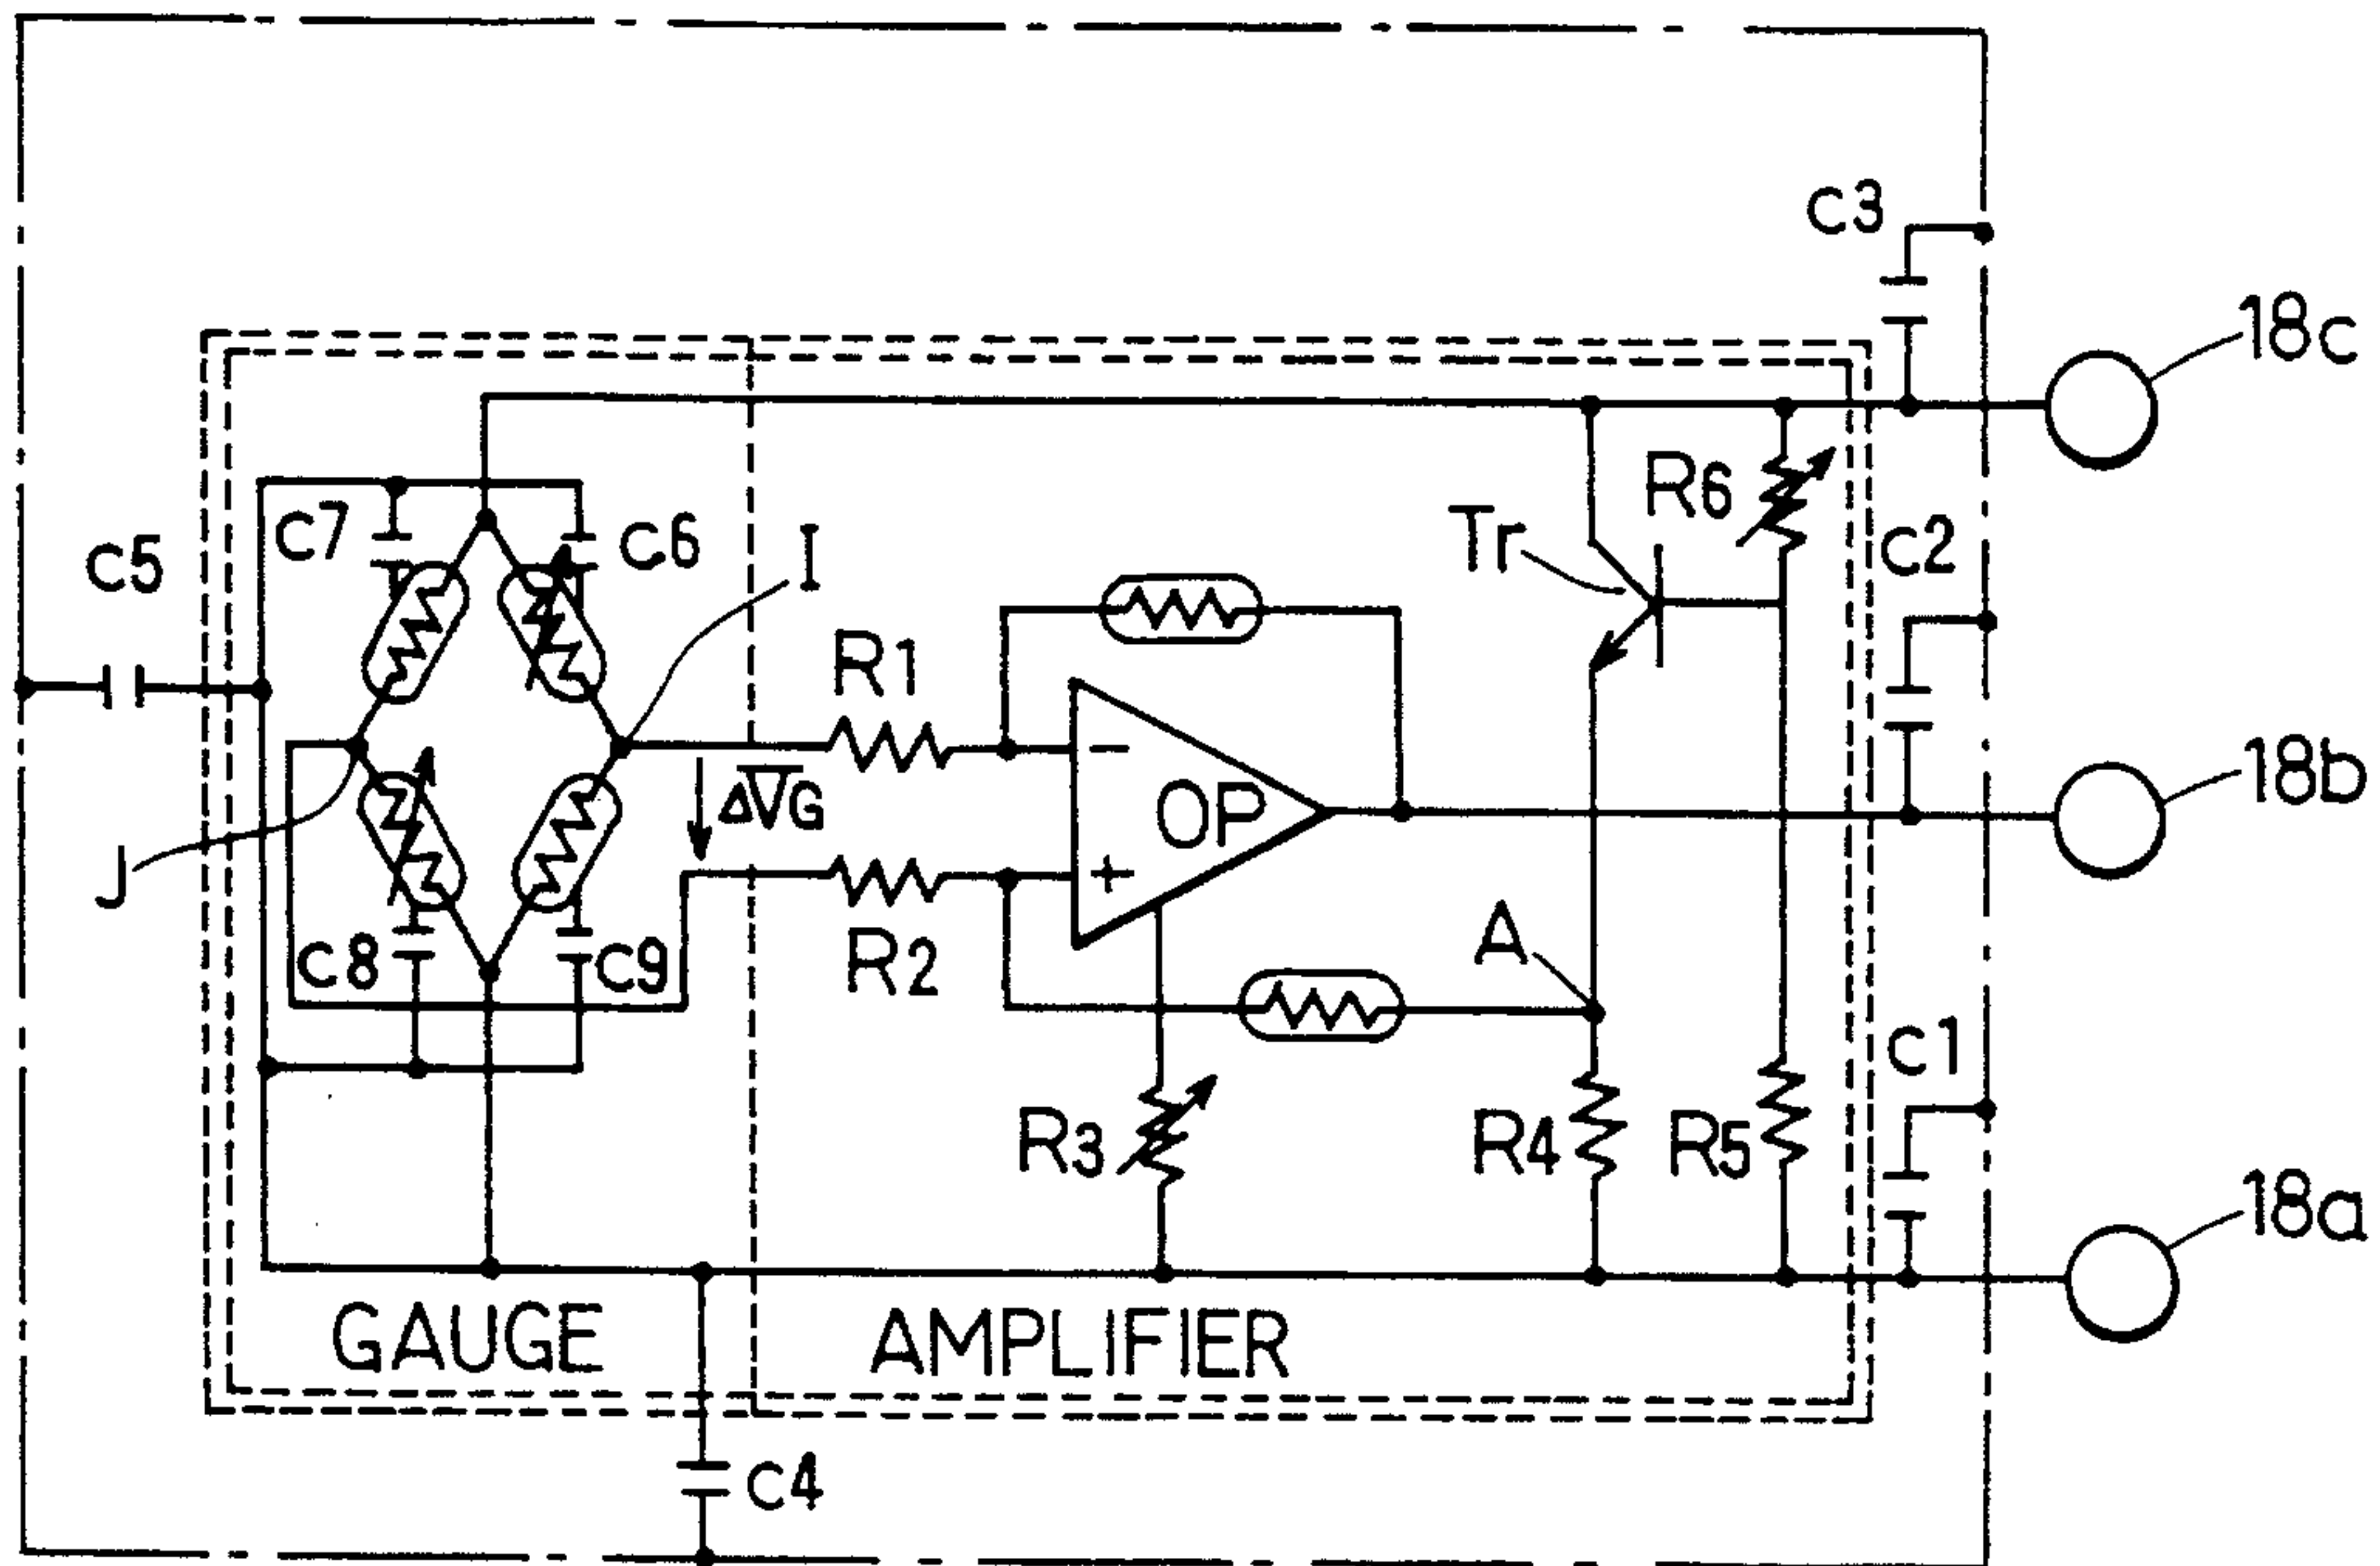 c3
18c
c7
c6
I
Tr
R6
c2
c5
R1
18b
ΔVG
−
OP
+
J
A
c8
c9
R2
c1
R3
R4
R5
18a
GAUGE
AMPLIFIER
c4